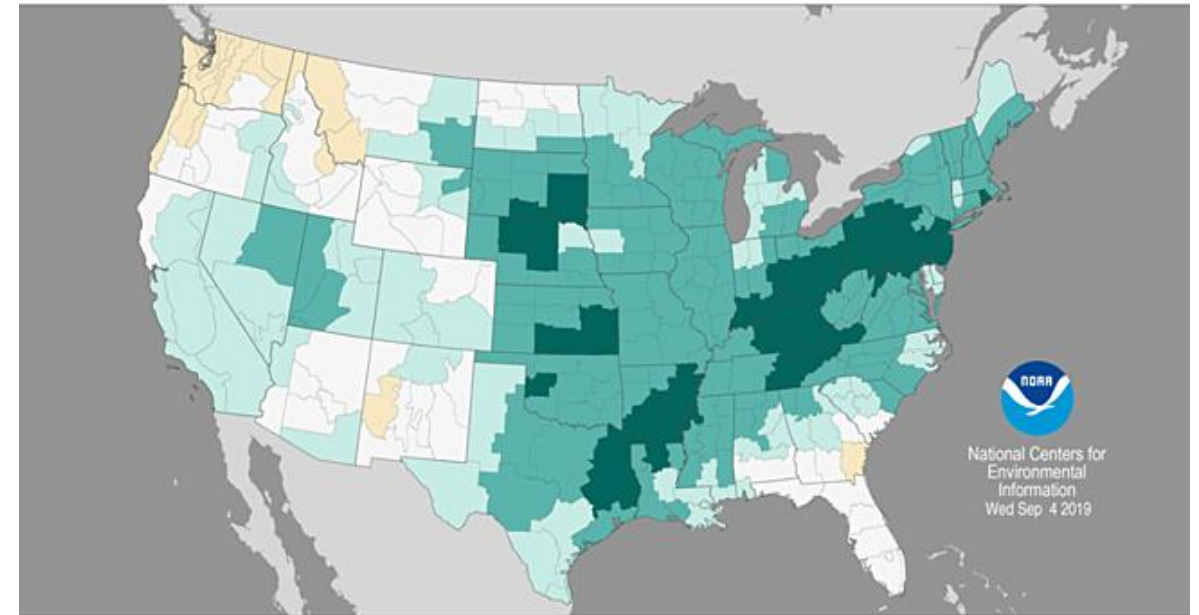 NOAA
National Centers for
Environmental
Information
Wed Sep 4 2019